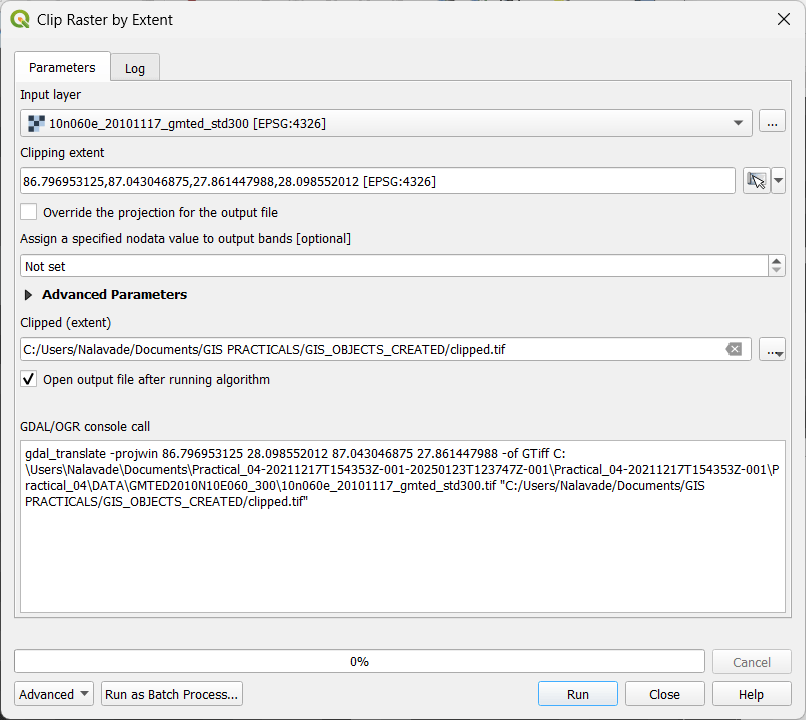 Clip Raster by Extent
Parameters
Log
Input layer
10n060e_20101117_gmted_std300 [EPSG:4326]
...
Clipping extent
86.796953125,87.043046875,27.861447988,28.098552012 [EPSG:4326]
Override the projection for the output file
Assign a specified nodata value to output bands [optional]
Not set
Advanced Parameters
Clipped (extent)
C:/Users/Nalavade/Documents/GIS PRACTICALS/GIS_OBJECTS_CREATED/clipped.tif
...
Open output file after running algorithm
GDAL/OGR console call
gdal_translate -projwin 86.796953125 28.098552012 87.043046875 27.861447988 -of GTiff C:
\Users\Nalavade\Documents\Practical_04-20211217T154353Z-001-20250123T123747Z-001\Practical_04-20211217T154353Z-001\P
ractical_04\DATA\GMTED2010N10E060_300\10n060e_20101117_gmted_std300.tif "C:/Users/Nalavade/Documents/GIS
PRACTICALS/GIS_OBJECTS_CREATED/clipped.tif"
0%
Cancel
Advanced
Run as Batch Process...
Run
Close
Help